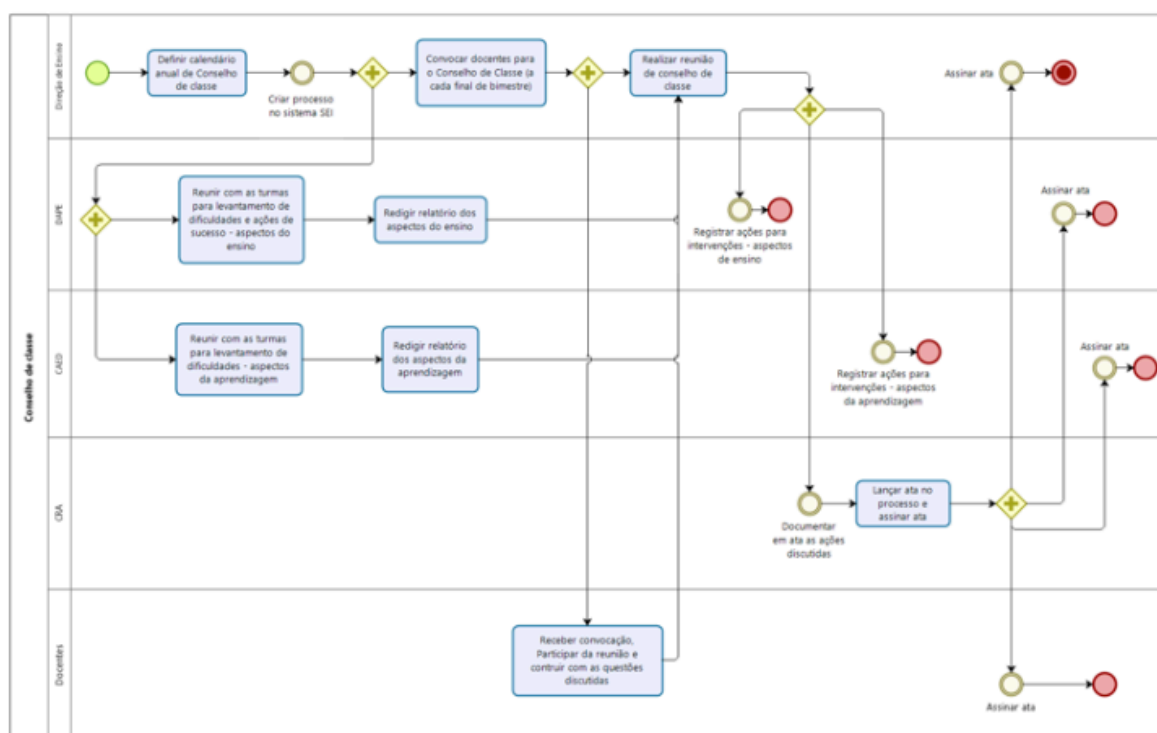 Conselho de classe
Direção de Ensino
Definir calendário
anual de Conselho
de classe
Criar processo
no sistema SEI
Convocar docentes para
o Conselho de Classe (a
cada final de bimestre)
Realizar reunião
de conselho de
classe
Assinar ata
DAPE
Reunir com as turmas
para levantamento de
dificuldades e ações de
sucesso - aspectos do
ensino
Redigir relatório dos
aspectos do ensino
Registrar ações para
intervenções - aspectos
de ensino
Assinar ata
CAED
Reunir com as turmas
para levantamento de
dificuldades - aspectos
da aprendizagem
Redigir relatório
dos aspectos da
aprendizagem
Registrar ações para
intervenções - aspectos
da aprendizagem
Assinar ata
CRA
Documentar
em ata as ações
discutidas
Lançar ata no
processo e
assinar ata
Docentes
Receber convocação,
Participar da reunião e
contruir com as questões
discutidas
Assinar ata